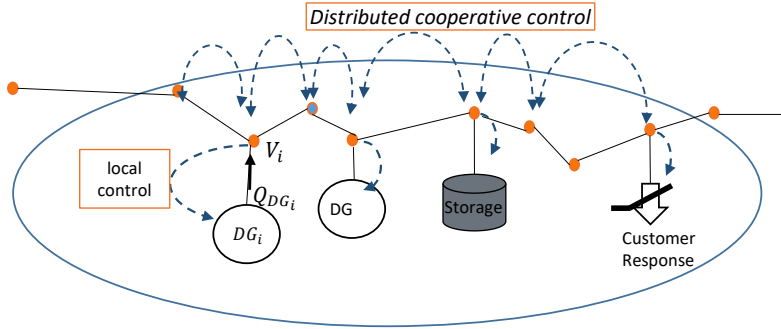 Distributed cooperative control
local
control
V_i
Q_{DG_i}
DG_i
DG
Storage
Customer
Response